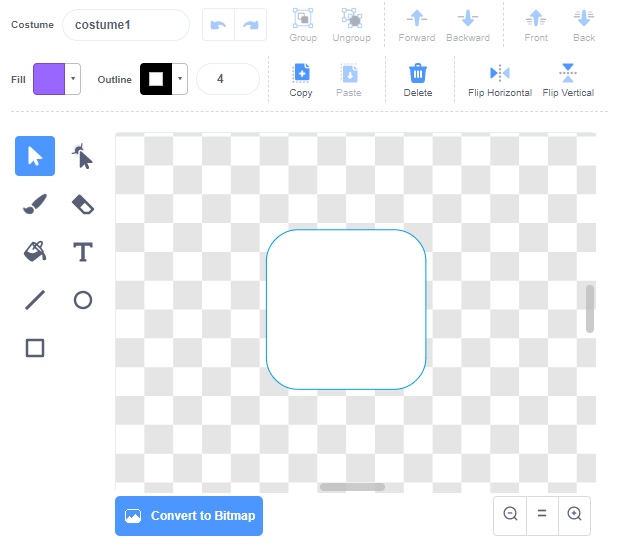 Costume costume1
Group Ungroup Forward Backward Front Back
Fill Outline 4
Copy Paste Delete Flip Horizontal Flip Vertical
T
Convert to Bitmap